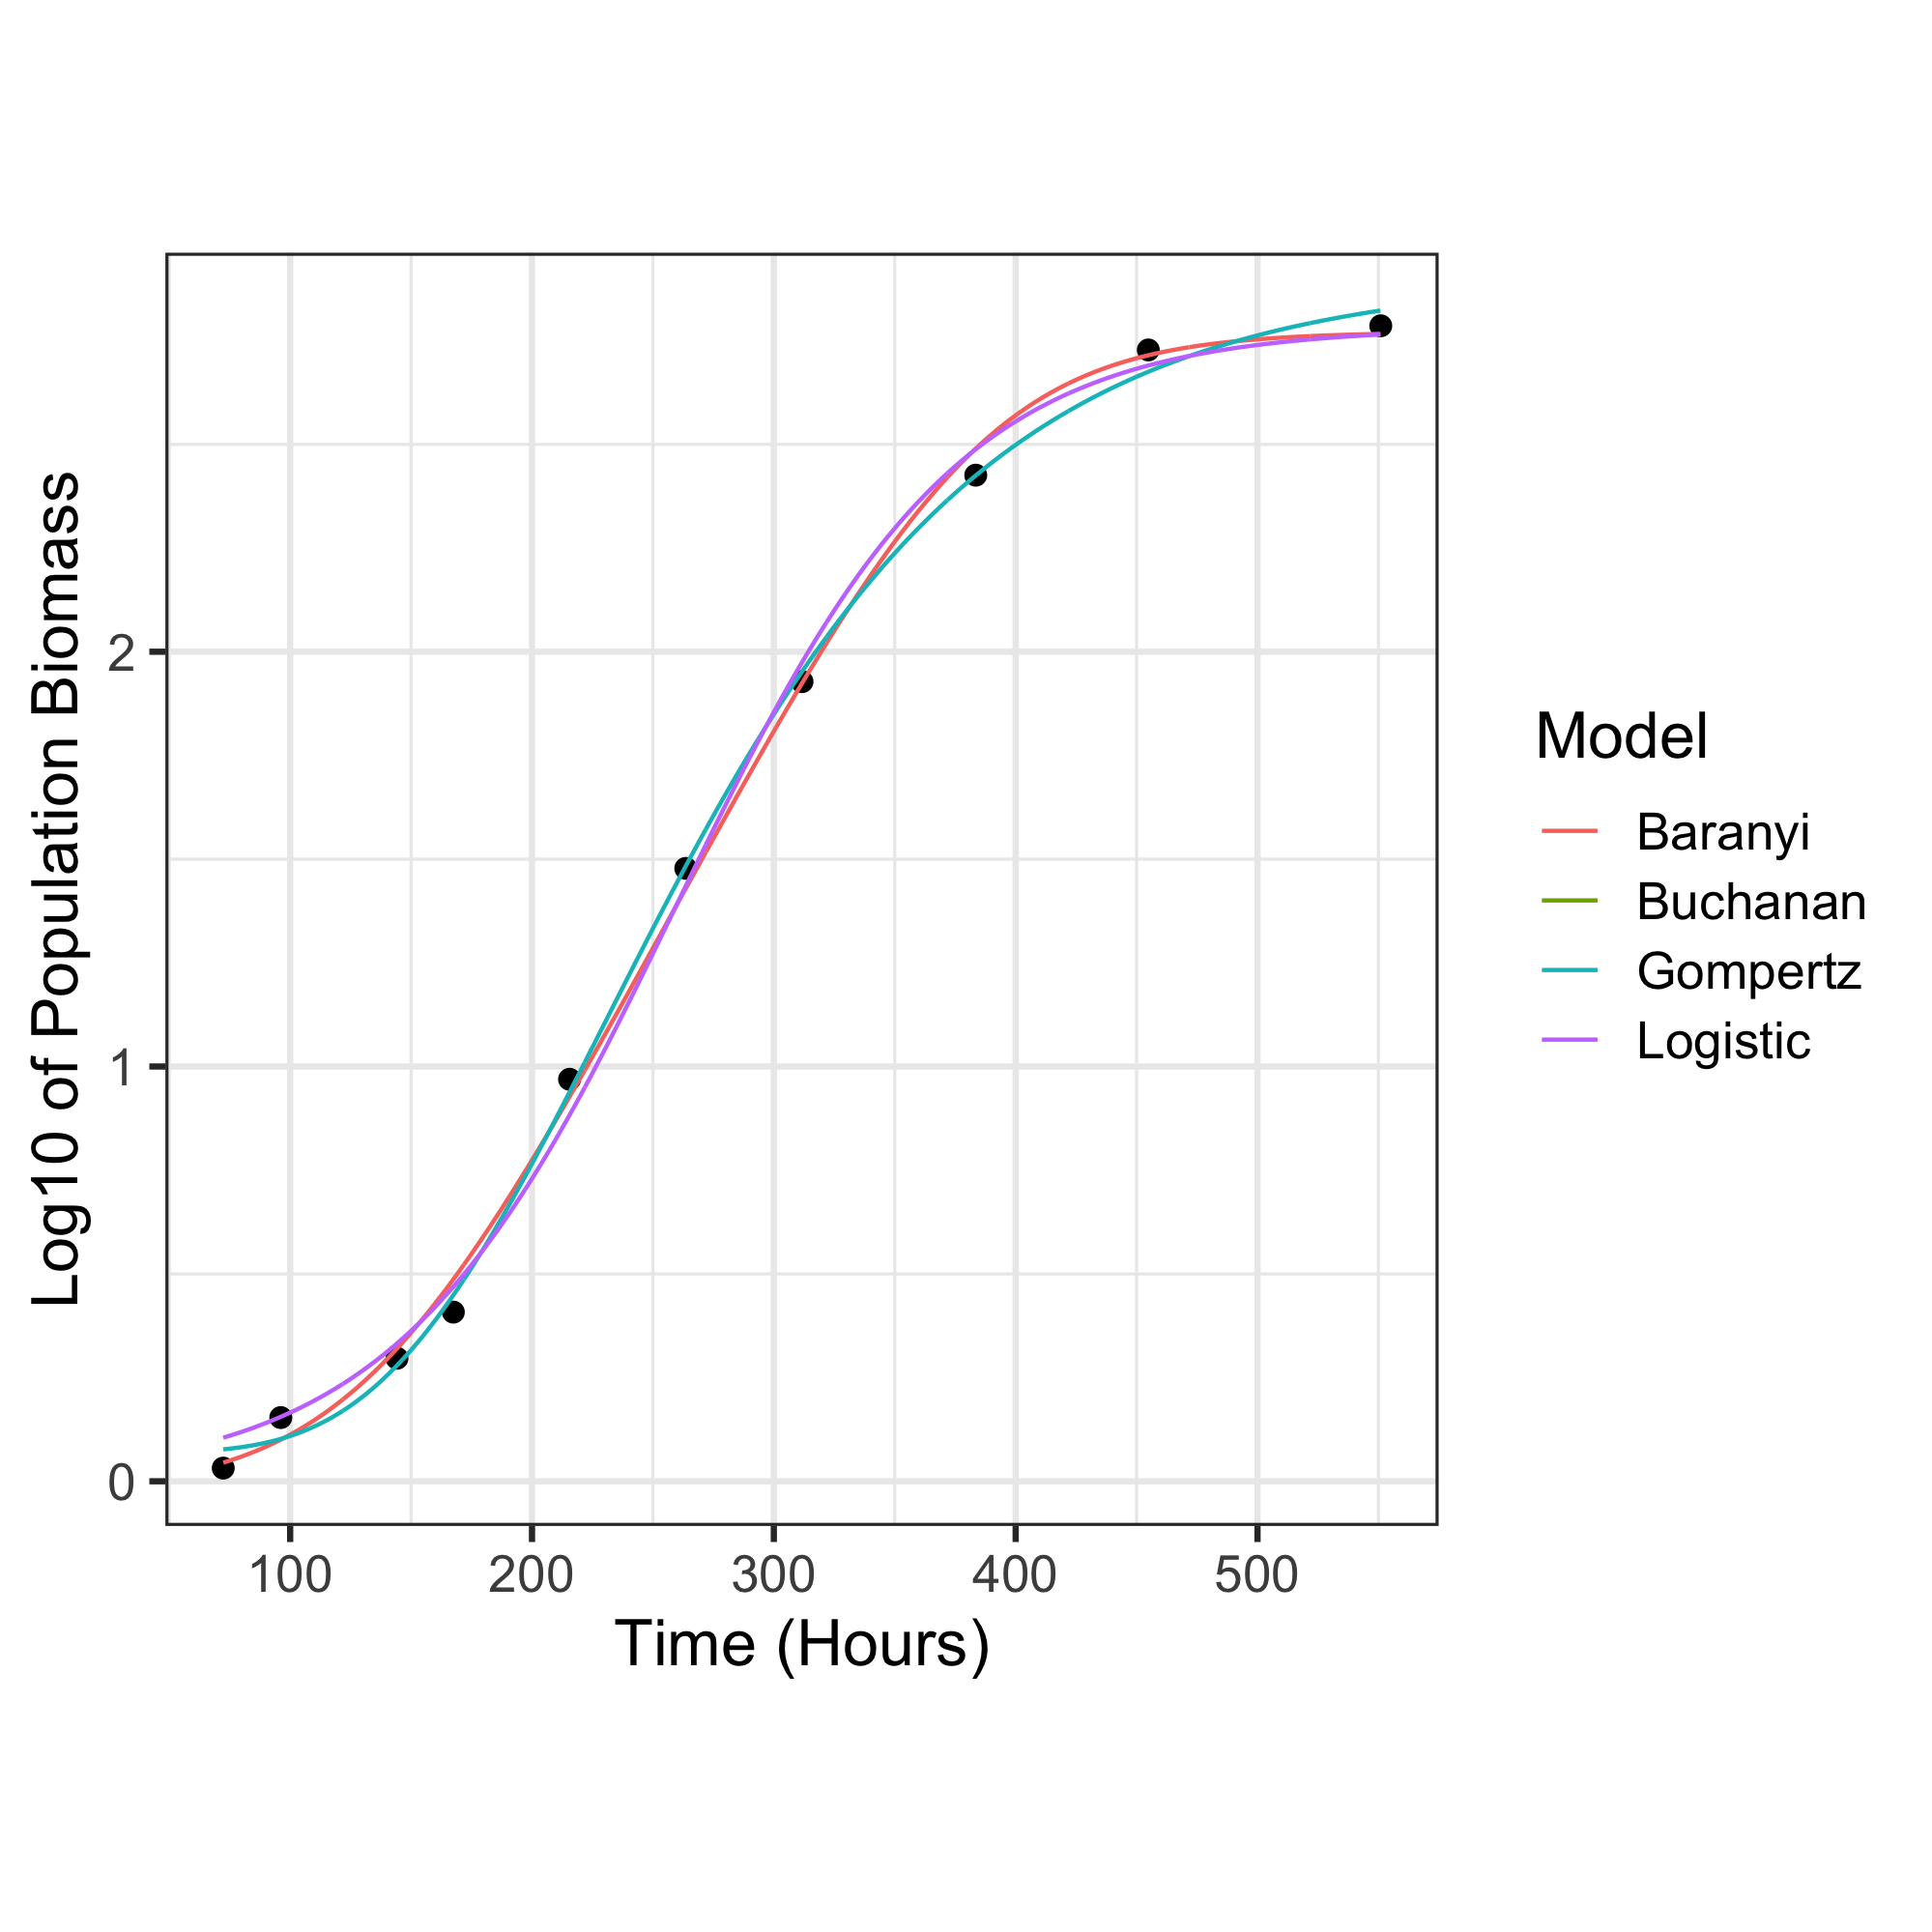 Log10 of Population Biomass
2
1
0
100 200 300 400 500
Time (Hours)
Model
Baranyi
Buchanan
Gompertz
Logistic